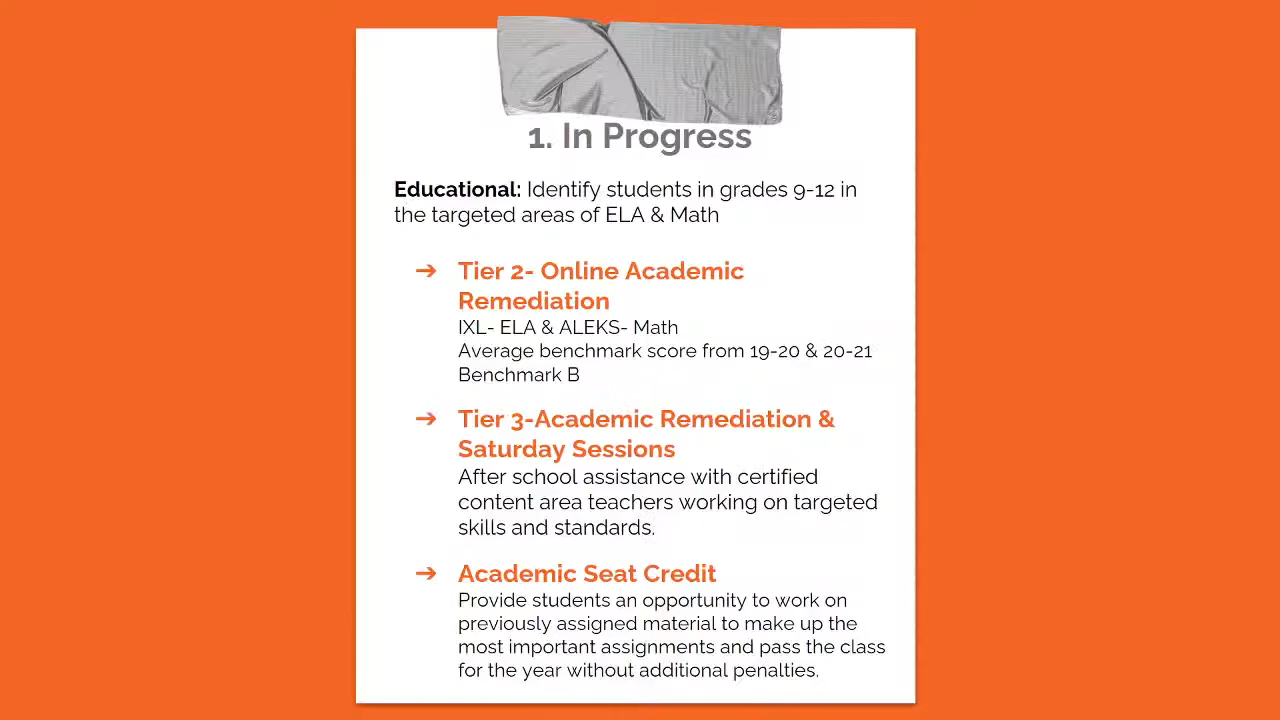 1. In Progress
Educational: Identify students in grades 9-12 in
the targeted areas of ELA & Math
➔ Tier 2- Online Academic
Remediation
IXL- ELA & ALEKS- Math
Average benchmark score from 19-20 & 20-21
Benchmark B
➔ Tier 3-Academic Remediation &
Saturday Sessions
After school assistance with certified
content area teachers working on targeted
skills and standards.
➔ Academic Seat Credit
Provide students an opportunity to work on
previously assigned material to make up the
most important assignments and pass the class
for the year without additional penalties.